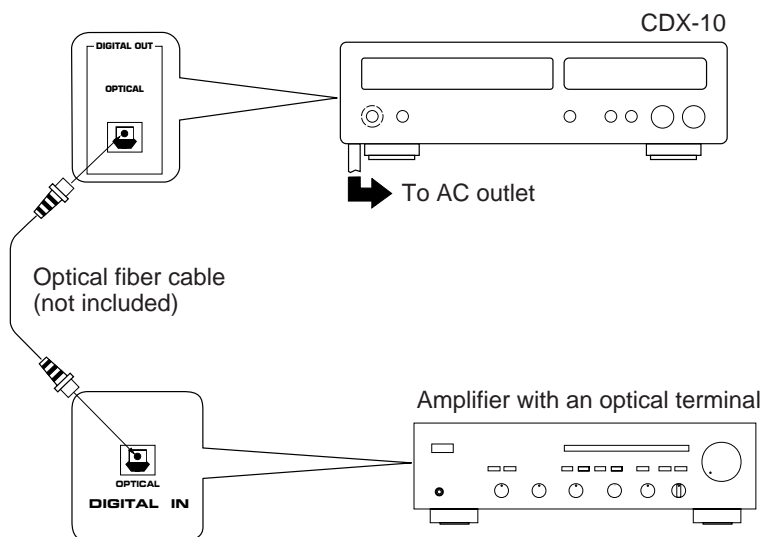 CDX-10
DIGITAL OUT
OPTICAL
To AC outlet
Optical fiber cable
(not included)
Amplifier with an optical terminal
OPTICAL
DIGITAL IN